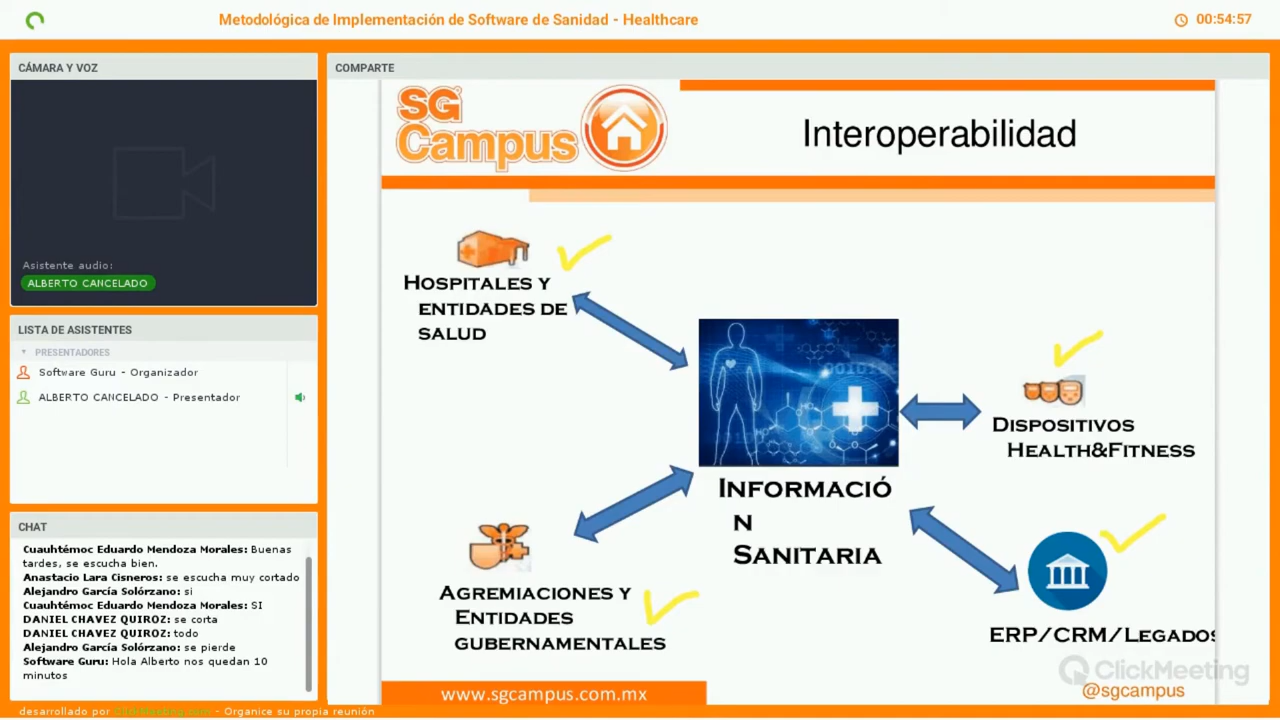 Metodológica de Implementación de Software de Sanidad - Healthcare
00:54:57
CÁMARA Y VOZ
Asistente audio:
ALBERTO CANCELADO
LISTA DE ASISTENTES
PRESENTADORES
Software Guru - Organizador
ALBERTO CANCELADO - Presentador
CHAT
Cuauhtémoc Eduardo Mendoza Morales: Buenas
tardes, se escucha bien.
Anastacio Lara Cisneros: se escucha muy cortado
Alejandro García Solórzano: si
Cuauhtémoc Eduardo Mendoza Morales: SI
DANIEL CHAVEZ QUIROZ: se corta
DANIEL CHAVEZ QUIROZ: todo
Alejandro García Solórzano: se pierde
Software Guru: Hola Alberto nos quedan 10
minutos
COMPARTE
SG
Campus
Interoperabilidad
HOSPITALES Y
ENTIDADES DE
SALUD
INFORMACIÓ
N
SANITARIA
DISPOSITIVOS
HEALTH&FITNESS
AGREMIACIONES Y
ENTIDADES
GUBERNAMENTALES
ERP/CRM/LEGADOS
www.sgcampus.com.mx
ClickMeeting
@sgcampus
desarrollado por ClickMeeting.com - Organice su propia reunión